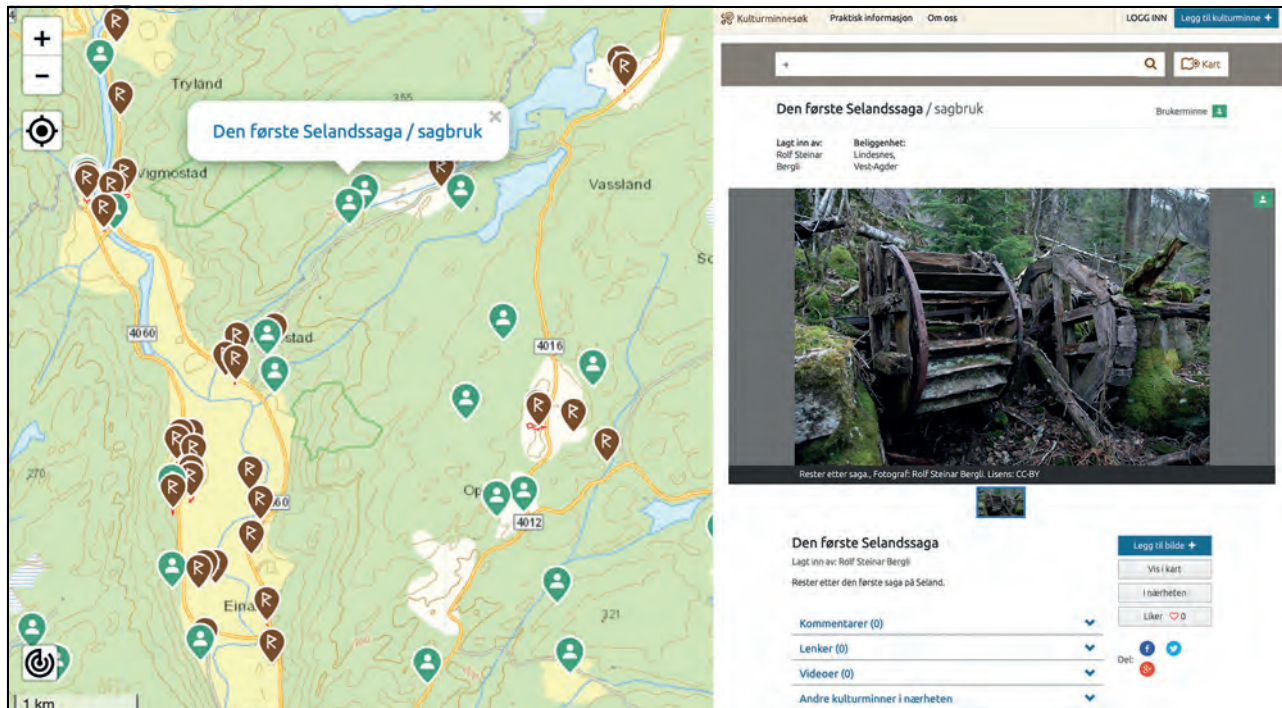 +
−
Tryland
355
Den første Selandssaga / sagbruk
×
Vigmostad
Vassland
4060
stad
4016
270
Op
60
4012
Eina
321
1 km
Kulturminnesøk
Praktisk informasjon
Om oss
LOGG INN
Legg til kulturminne +
Kart
Den første Selandssaga / sagbruk
Brukerminne
Lagt inn av:
Rolf Steinar
Bergli
Beliggenhet:
Lindesnes,
Vest-Agder
Rester etter saga., Fotograf: Rolf Steinar Bergli. Lisens: CC-BY
Den første Selandssaga
Lagt inn av: Rolf Steinar Bergli
Rester etter den første saga på Seland.
Legg til bilde +
Vis i kart
I nærheten
Liker ♡ 0
Kommentarer (0)
Lenker (0)
Videoer (0)
Andre kulturminner i nærheten
Del: